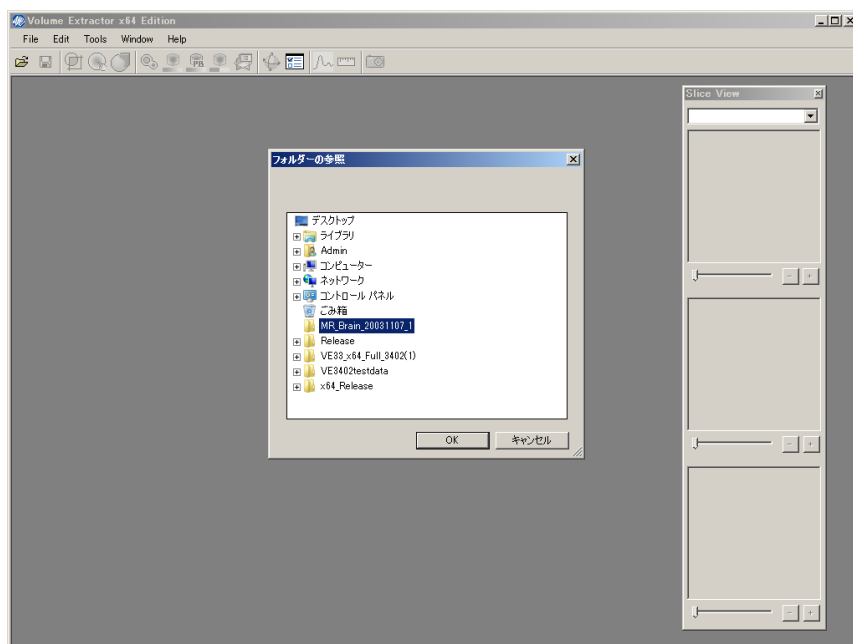 Volume Extractor x64 Edition
File Edit Tools Window Help
PB
Slice View
フォルダーの参照
デスクトップ
ライブラリ
Admin
コンピューター
ネットワーク
コントロール パネル
ごみ箱
MR_Brain_20031107_1
Release
VE33_x64_Full_3402(1)
VE3402testdata
x64_Release
OK キャンセル